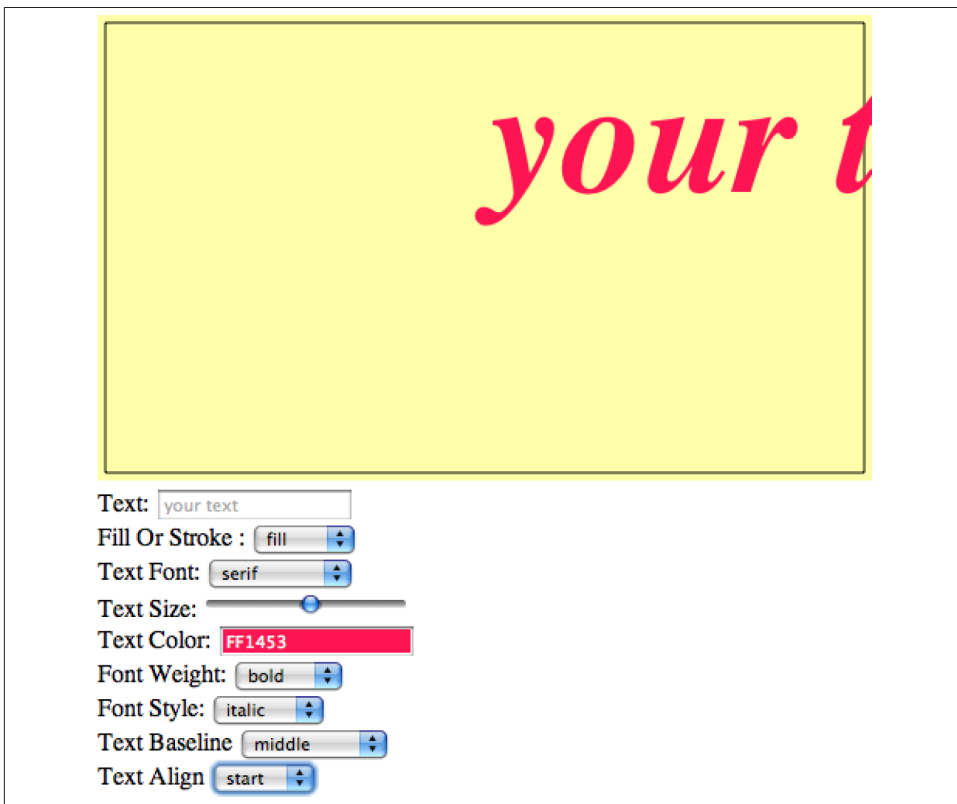 your t
Text: your text
Fill Or Stroke : fill
Text Font: serif
Text Size:
Text Color: FF1453
Font Weight: bold
Font Style: italic
Text Baseline middle
Text Align start